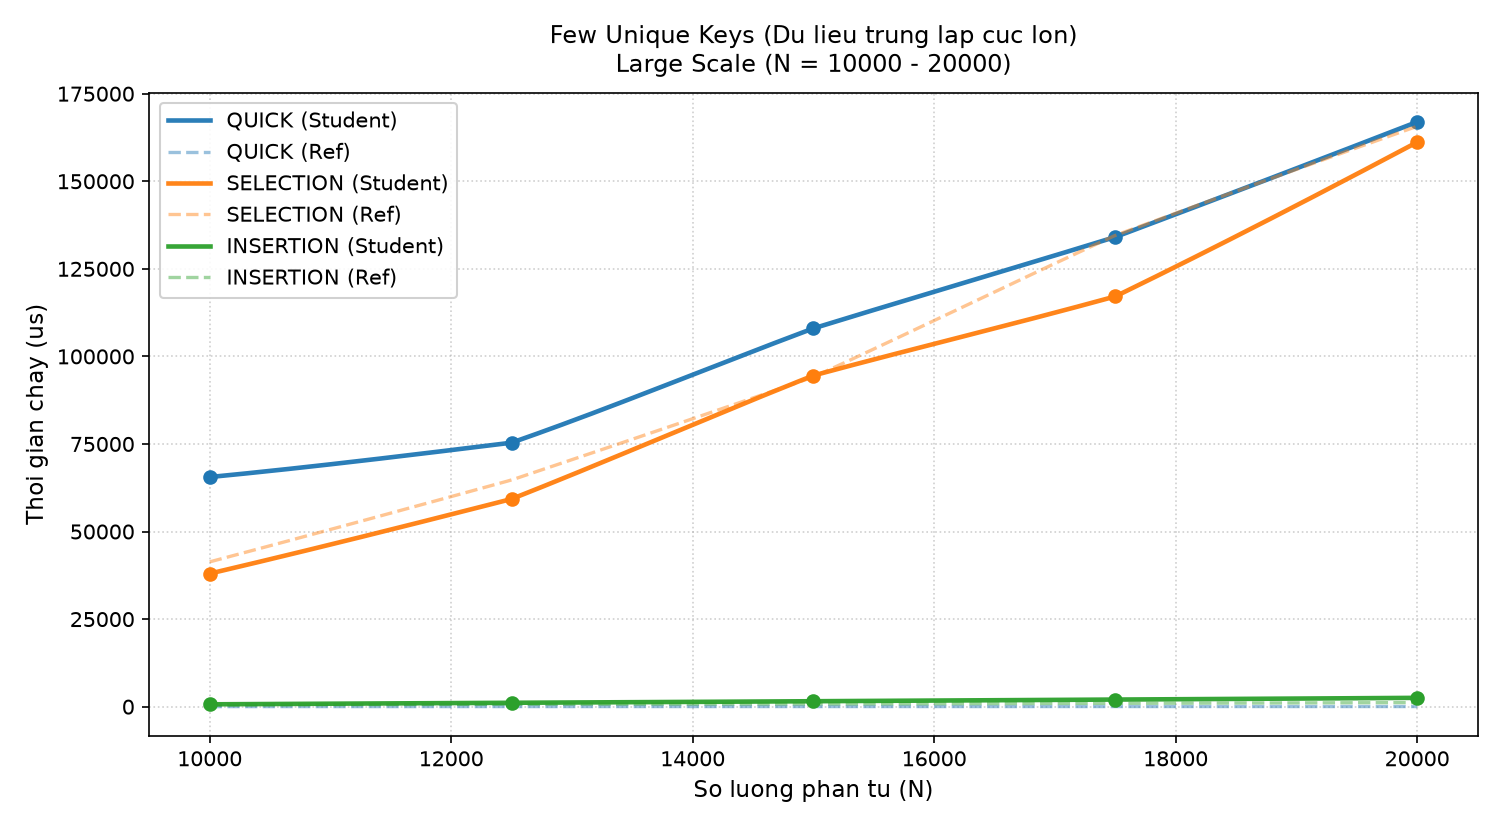 Few Unique Keys (Du lieu trung lap cuc lon)
Large Scale (N = 10000 - 20000)
175000
150000
125000
100000
75000
50000
25000
0
Thoi gian chay (us)
QUICK (Student)
QUICK (Ref)
SELECTION (Student)
SELECTION (Ref)
INSERTION (Student)
INSERTION (Ref)
10000 12000 14000 16000 18000 20000
So luong phan tu (N)